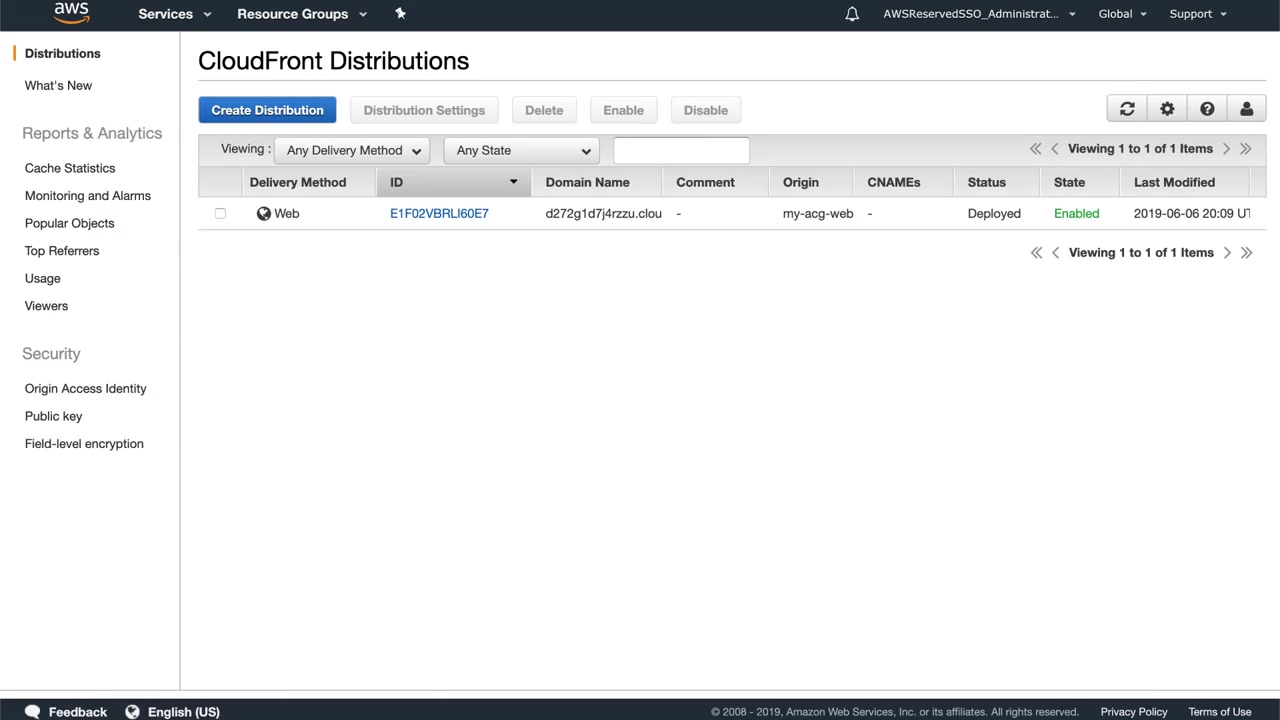 aws Services Resource Groups AWSReservedSSO_Administrat... Global Support
Distributions
What's New
Reports & Analytics
Cache Statistics
Monitoring and Alarms
Popular Objects
Top Referrers
Usage
Viewers
Security
Origin Access Identity
Public key
Field-level encryption
CloudFront Distributions
Create Distribution Distribution Settings Delete Enable Disable
Viewing : Any Delivery Method Any State Viewing 1 to 1 of 1 Items
Delivery Method ID Domain Name Comment Origin CNAMEs Status State Last Modified
Web E1F02VBRLI60E7 d272g1d7j4rzzu.clou - my-acg-web - Deployed Enabled 2019-06-06 20:09 UT
Viewing 1 to 1 of 1 Items
Feedback English (US) © 2008 - 2019, Amazon Web Services, Inc. or its affiliates. All rights reserved. Privacy Policy Terms of Use